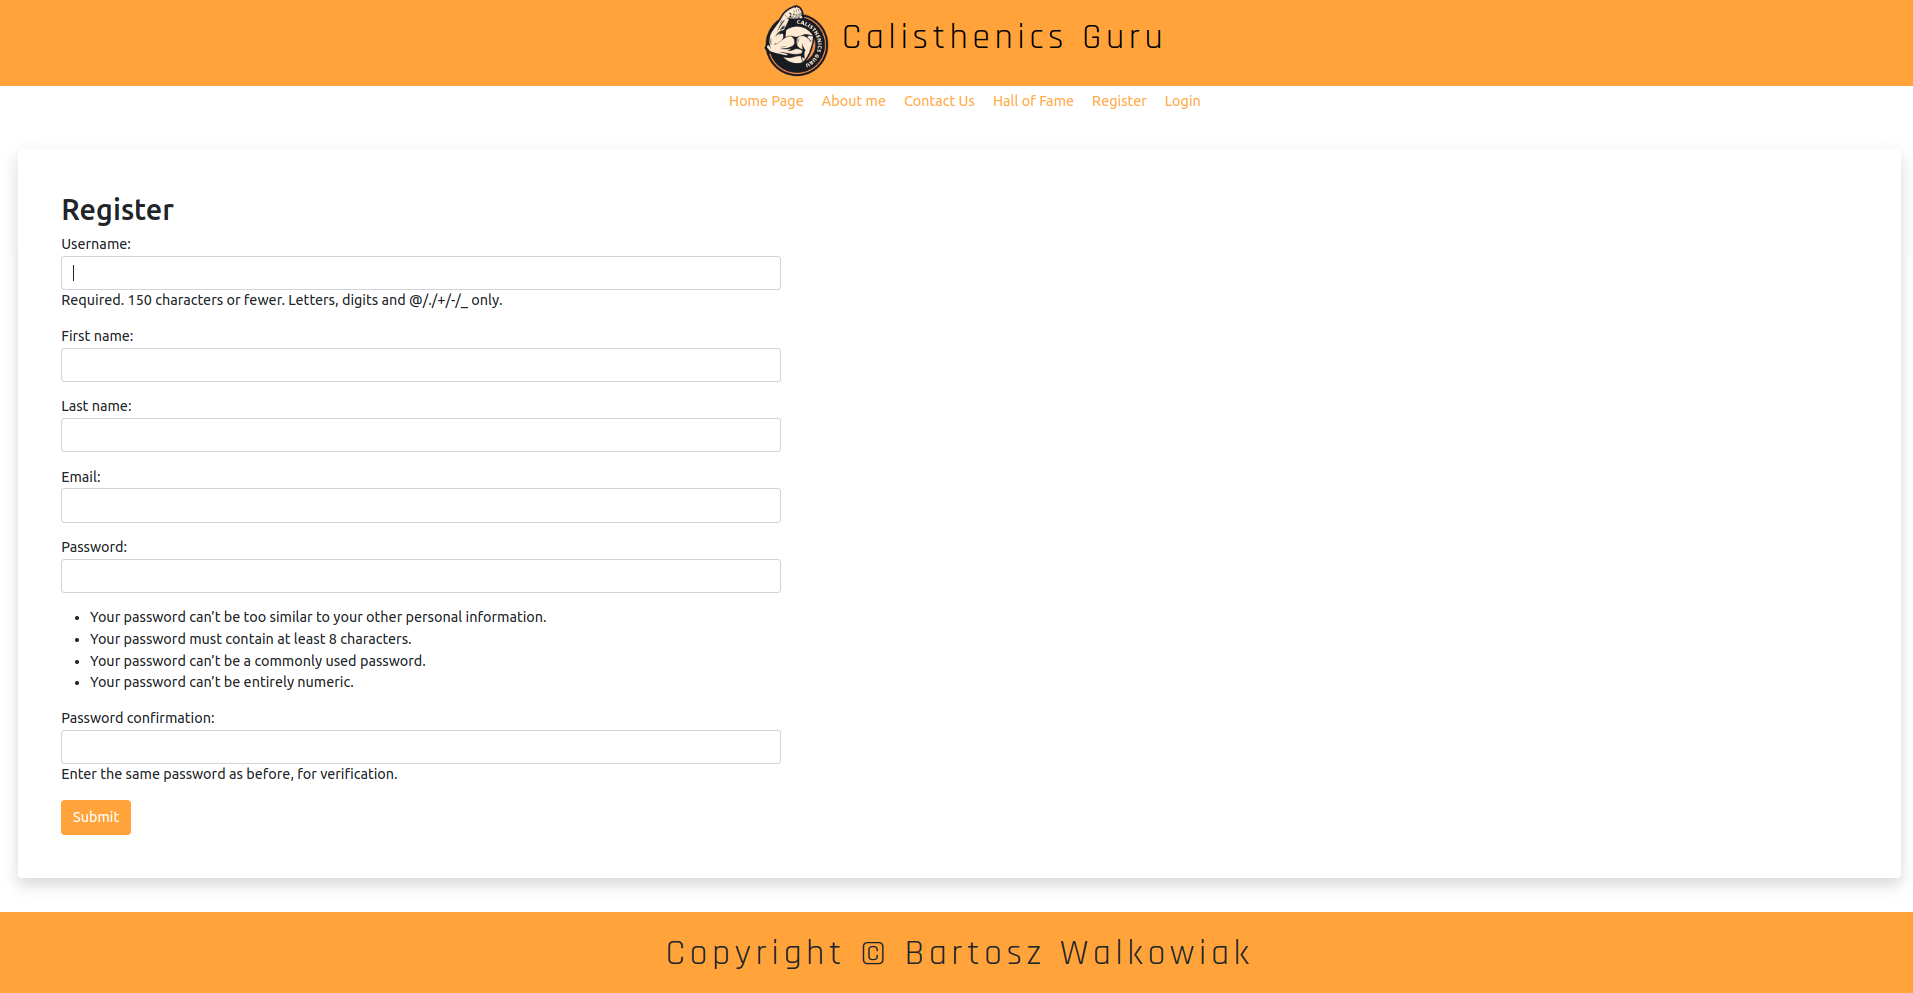 CALISTHENICS GURU
Calisthenics Guru
Home Page About me Contact Us Hall of Fame Register Login
Register
Username:
Required. 150 characters or fewer. Letters, digits and @/./+/-/_ only.
First name:
Last name:
Email:
Password:
• Your password can’t be too similar to your other personal information.
• Your password must contain at least 8 characters.
• Your password can’t be a commonly used password.
• Your password can’t be entirely numeric.
Password confirmation:
Enter the same password as before, for verification.
Submit
Copyright © Bartosz Walkowiak